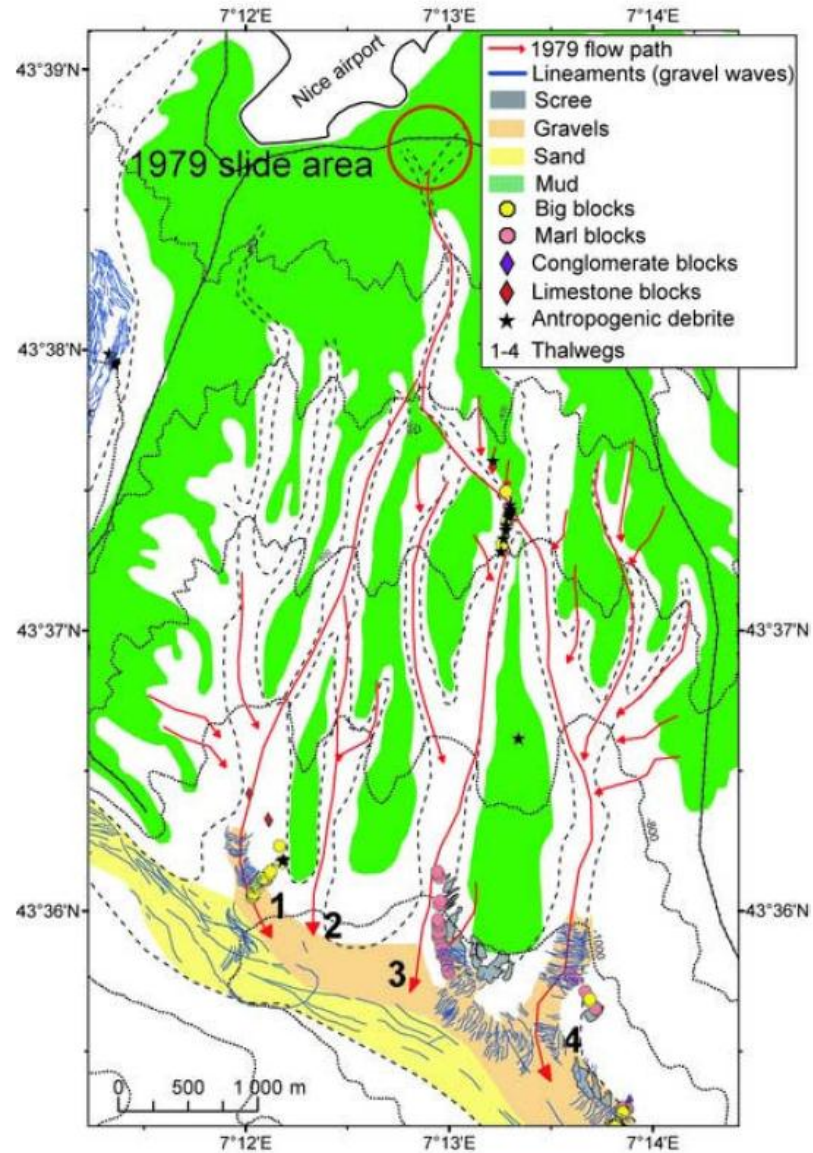 7°12'E
7°13'E
7°14'E
43°39'N
Nice airport
1979 flow path
Lineaments (gravel waves)
Scree
Gravels
Sand
Mud
Big blocks
Marl blocks
Conglomerate blocks
Limestone blocks
Antropogenic debrite
1-4 Thalwegs
1979 slide area
43°38'N
43°37'N
43°37'N
-800
43°36'N
43°36'N
-1000
1
2
3
4
0 500 1 000 m
7°12'E
7°13'E
7°14'E